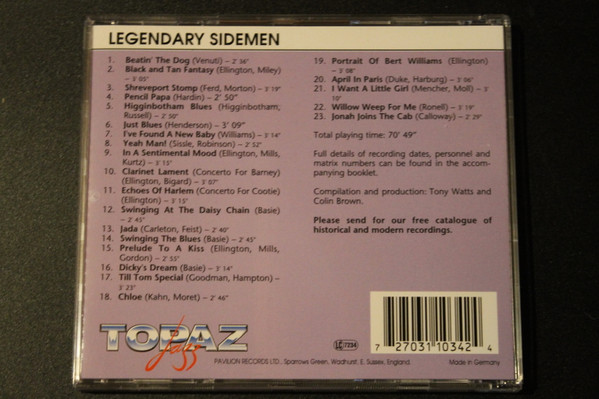 LEGENDARY SIDEMEN
1. Beatin' The Dog (Venuti) – 2' 56"
2. Black and Tan Fantasy (Ellington, Miley)
– 3' 05"
3. Shreveport Stomp (Ferd, Morton) – 3' 19"
4. Pencil Papa (Hardin) – 2' 50"
5. Higginbotham Blues (Higginbotham,
Russell) – 2' 50"
6. Just Blues (Henderson) – 3' 09"
7. I've Found A New Baby (Williams) – 3' 14"
8. Yeah Man! (Sissle, Robinson) – 2' 52"
9. In A Sentimental Mood (Ellington, Mills,
Kurtz) – 3' 15"
10. Clarinet Lament (Concerto For Barney)
(Ellington, Bigard) – 3' 07"
11. Echoes Of Harlem (Concerto For Cootie)
(Ellington) – 3' 15"
12. Swinging At The Daisy Chain (Basie)
– 2' 45"
13. Jada (Carleton, Feist) – 2' 40"
14. Swinging The Blues (Basie) – 2' 45"
15. Prelude To A Kiss (Ellington, Mills,
Gordon) – 2' 55"
16. Dicky's Dream (Basie) – 3' 14"
17. Till Tom Special (Goodman, Hampton) –
3' 23"
18. Chloe (Kahn, Moret) – 2' 46"
19. Portrait Of Bert Williams (Ellington)
– 3' 08"
20. April In Paris (Duke, Harburg) – 3' 06"
21. I Want A Little Girl (Mencher, Moll) – 3'
10"
22. Willow Weep For Me (Ronell) – 3' 19"
23. Jonah Joins The Cab (Calloway) – 2' 29"
Total playing time: 70' 49"
Full details of recording dates, personnel and
matrix numbers can be found in the accom-
panying booklet.
Compilation and production: Tony Watts and
Colin Brown.
Please send for our free catalogue of
historical and modern recordings.
TOPAZ
Jazz
LC 7234
7 27031 10342 4
PAVILION RECORDS LTD., Sparrows Green, Wadhurst, E. Sussex, England.
Made in Germany